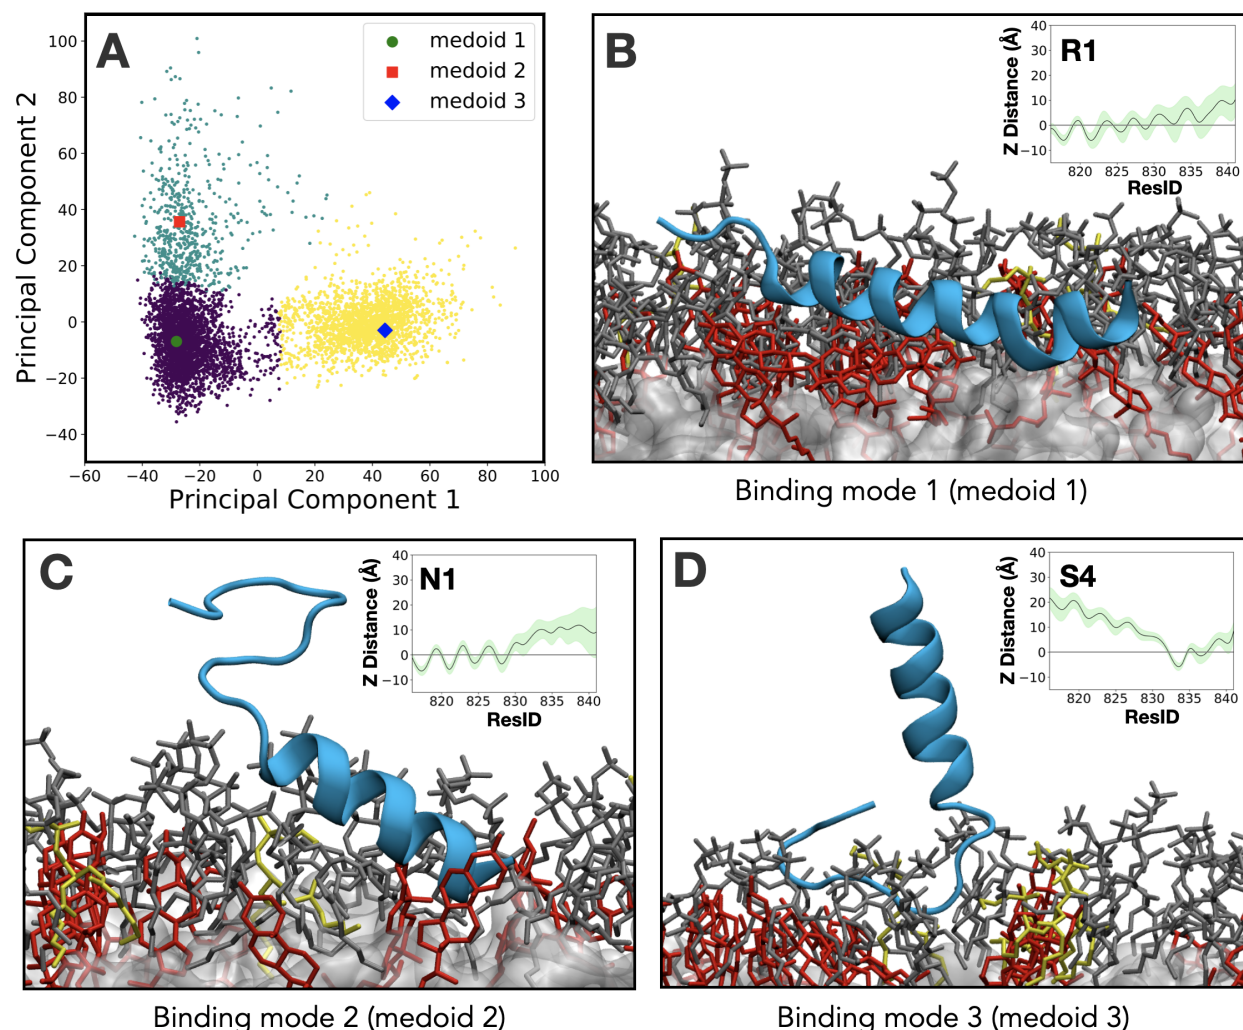 A
medoid 1
medoid 2
medoid 3
100
80
60
40
20
0
−20
−40
−60 −40 −20 0 20 40 60 80 100
Principal Component 2
Principal Component 1
B
R1
Z Distance (Å)
40
30
20
10
0
−10
820 825 830 835 840
ResID
Binding mode 1 (medoid 1)
C
N1
Z Distance (Å)
40
30
20
10
0
−10
820 825 830 835 840
ResID
Binding mode 2 (medoid 2)
D
S4
Z Distance (Å)
40
30
20
10
0
−10
820 825 830 835 840
ResID
Binding mode 3 (medoid 3)